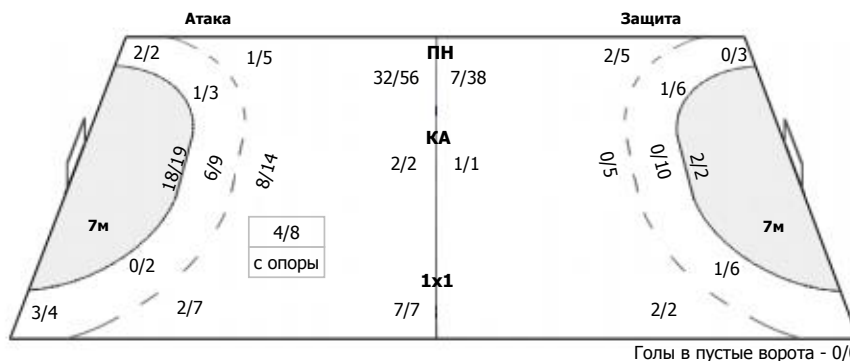 Атака Защита
2/2 1/5 ПН 2/5 0/3
32/56 7/38
1/3 1/6
КА
18/19 6/9 8/14 2/2 1/1 0/5 0/10 2/2
7м 4/8 7м
0/2 с опоры 1/6
1х1
3/4 2/7 7/7 2/2
Голы в пустые ворота - 0/